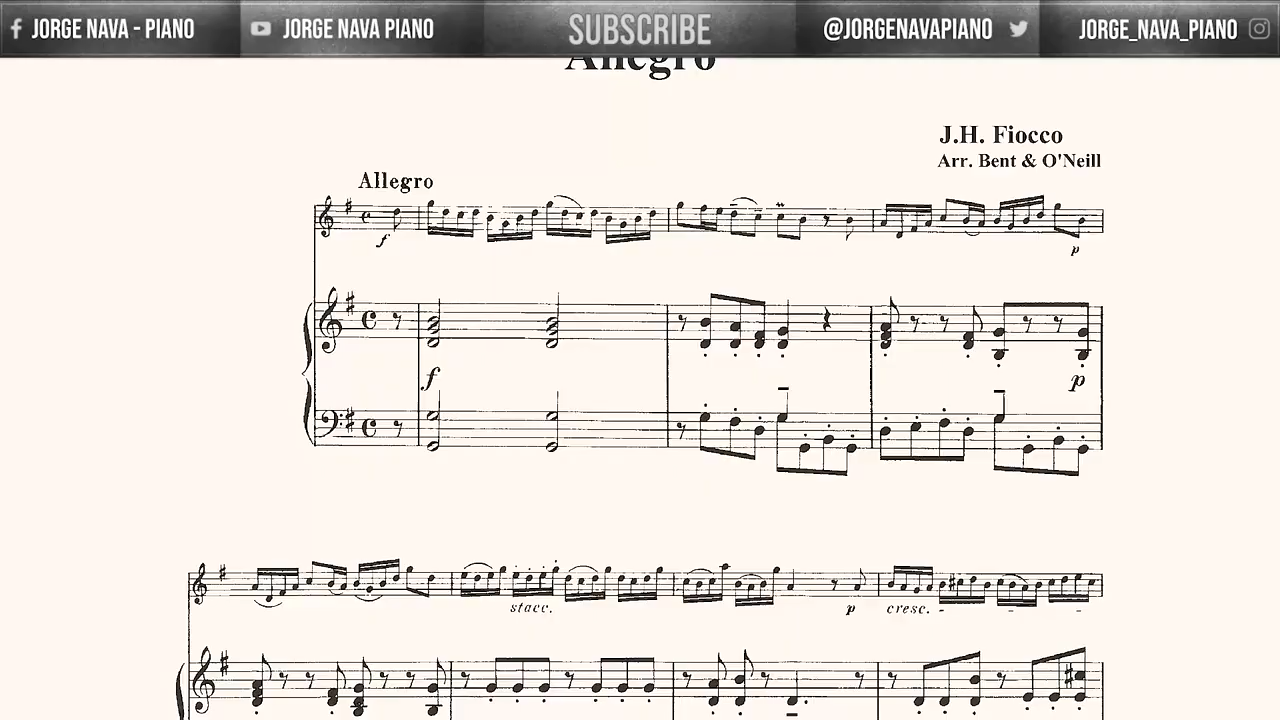 JORGE NAVA - PIANO
JORGE NAVA PIANO
SUBSCRIBE
@JORGENAVAPIANO
JORGE_NAVA_PIANO
Allegro
J.H. Fiocco
Arr. Bent & O'Neill
Allegro
f
p
f
p
stacc.
p
cresc. - - -